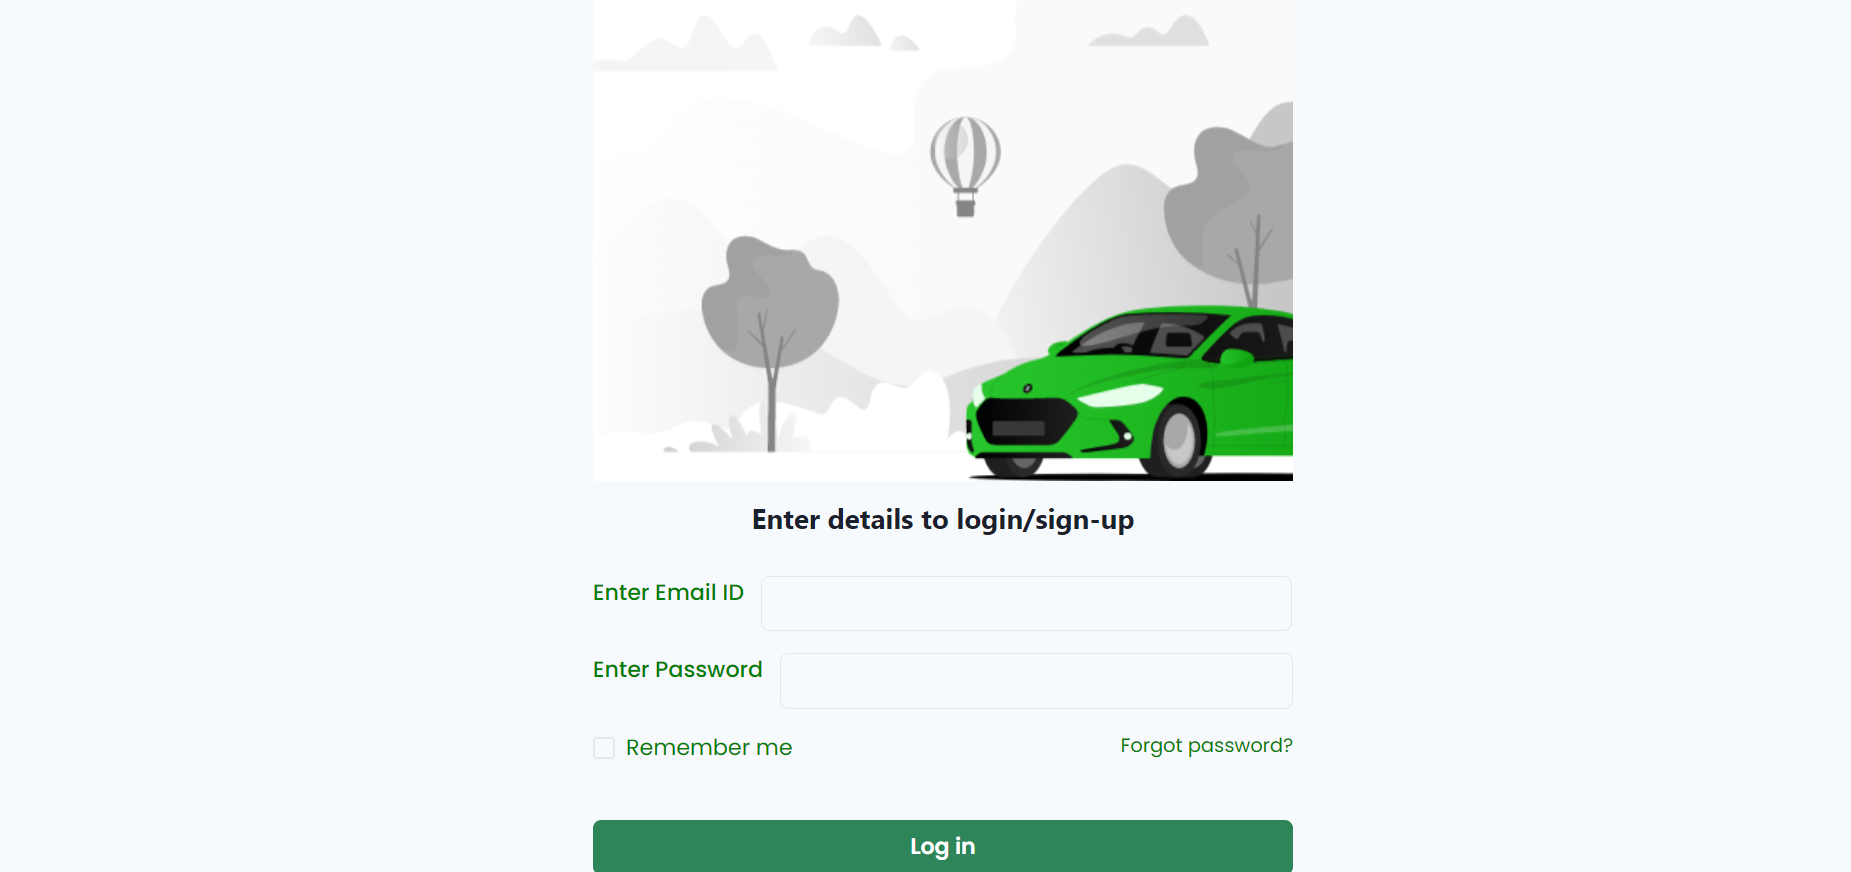 Enter details to login/sign-up
Enter Email ID
Enter Password
Remember me
Forgot password?
Log in